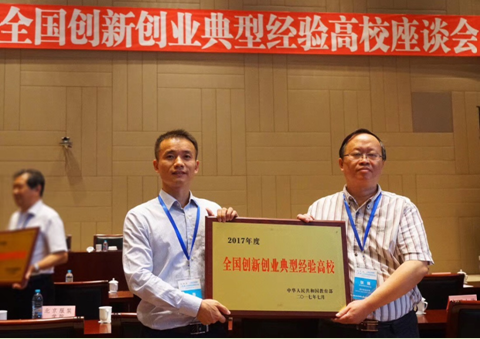 全国创新创业典型经验高校座谈会
2017年度
全国创新创业典型经验高校
中华人民共和国教育部
二〇一七年七月